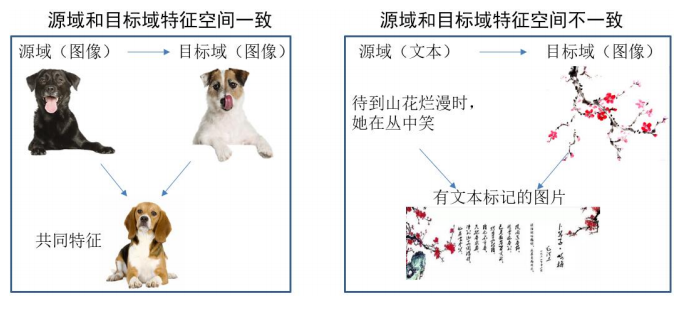 源域和目标域特征空间一致
源域（图像）
目标域（图像）
共同特征
源域和目标域特征空间不一致
源域（文本）
目标域（图像）
待到山花烂漫时，
她在丛中笑
有文本标记的图片